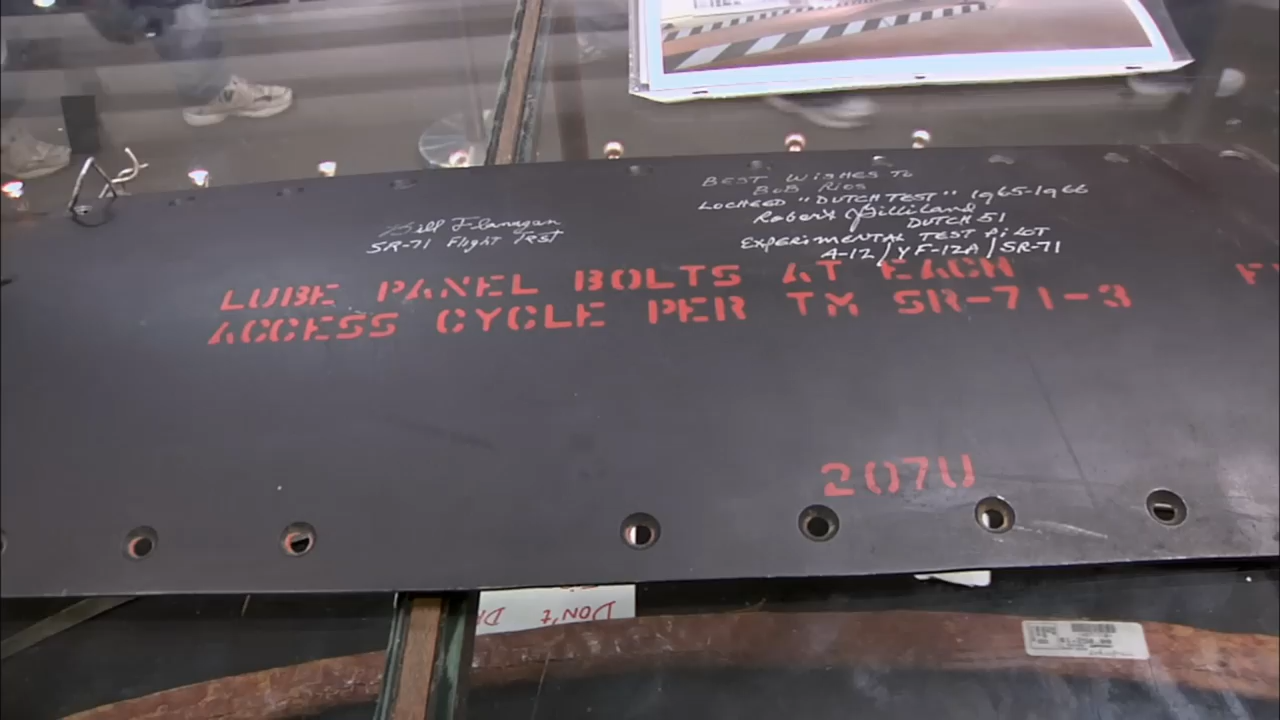 Bill Flanagan
SR-71 Flight Test
BEST WISHES TO
BOB RIOS
LOCHEED "DUTCH TEST" 1965-1966
Robert Gilliland
DUTCH 51
EXPERIMENTAL TEST PILOT
A-12/YF-12A/SR-71
LUBE PANEL BOLTS AT EACH
ACCESS CYCLE PER TM SR-71-3
207U
DON'T